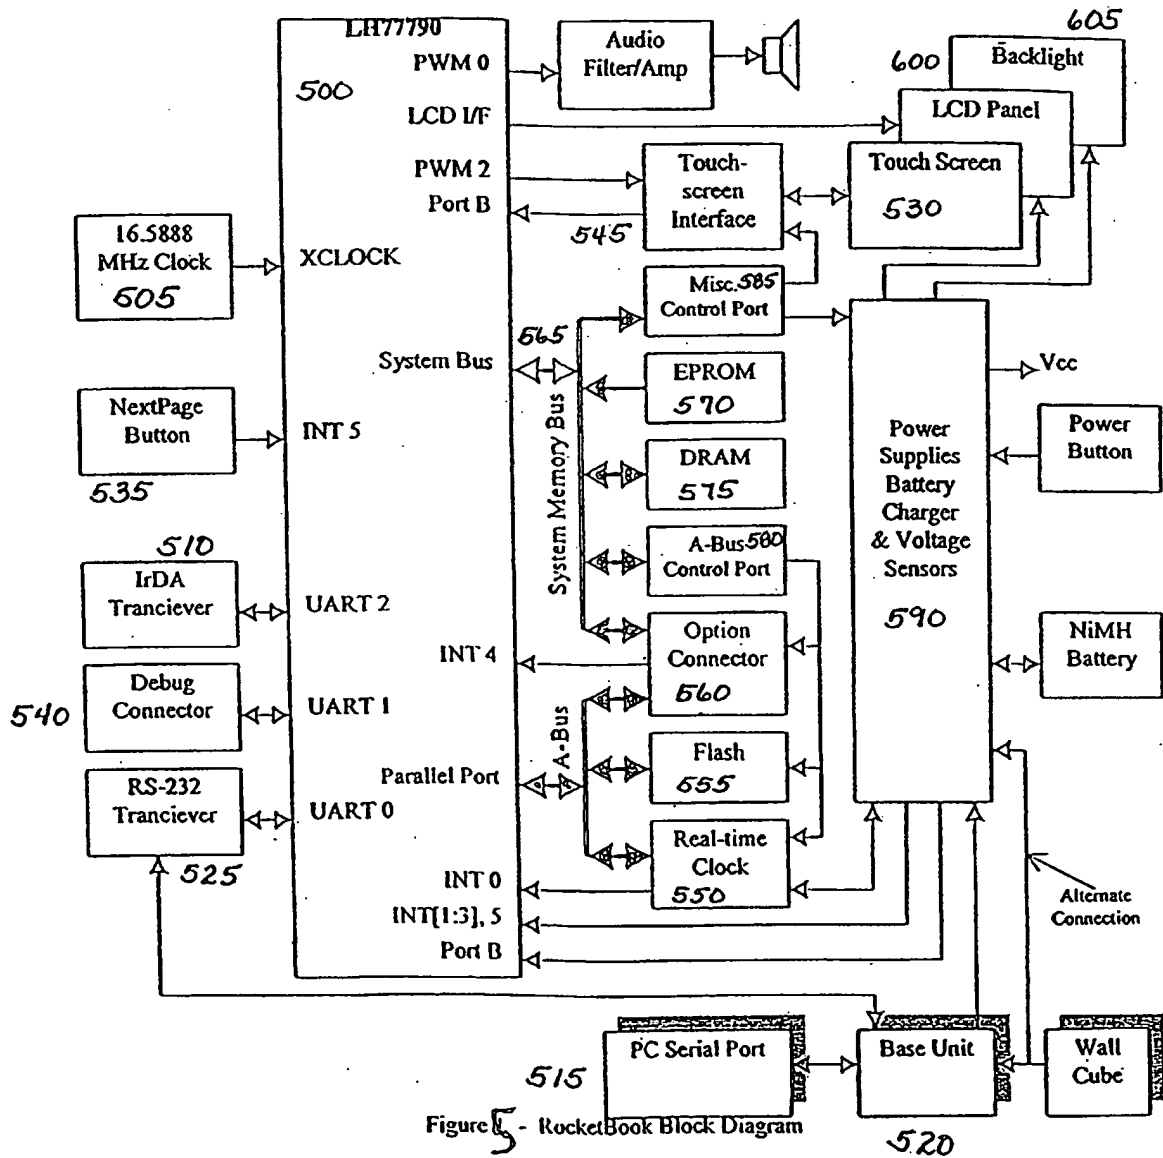 LH77790
500
PWM 0
LCD I/F
PWM 2
Port B
XCLOCK
System Bus
INT 5
UART 2
INT 4
UART 1
Parallel Port
UART 0
INT 0
INT[1:3], 5
Port B
Audio
Filter/Amp
605
Backlight
600
LCD Panel
Touch Screen
530
Touch-
screen
Interface
545
16.5888
MHz Clock
505
Misc. 585
Control Port
565
System Memory Bus
EPROM
570
DRAM
575
A-Bus 580
Control Port
Option
Connector
560
A-Bus
Flash
555
Real-time
Clock
550
NextPage
Button
535
510
IrDA
Tranciever
Debug
Connector
540
RS-232
Tranciever
525
Power
Supplies
Battery
Charger
& Voltage
Sensors
590
Vcc
Power
Button
NiMH
Battery
Alternate
Connection
PC Serial Port
515
Base Unit
520
Wall
Cube
Figure 5 - RocketBook Block Diagram